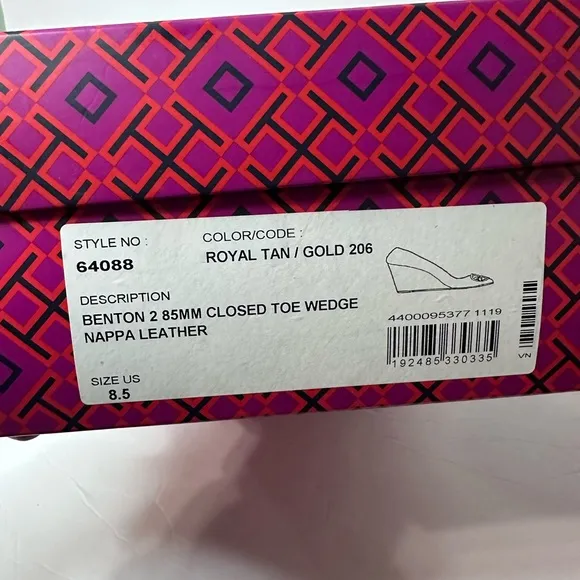 STYLE NO :
64088
COLOR/CODE :
ROYAL TAN / GOLD 206
DESCRIPTION
BENTON 2 85MM CLOSED TOE WEDGE
NAPPA LEATHER
SIZE US
8.5
4400095377 1119
192485 330335
VN